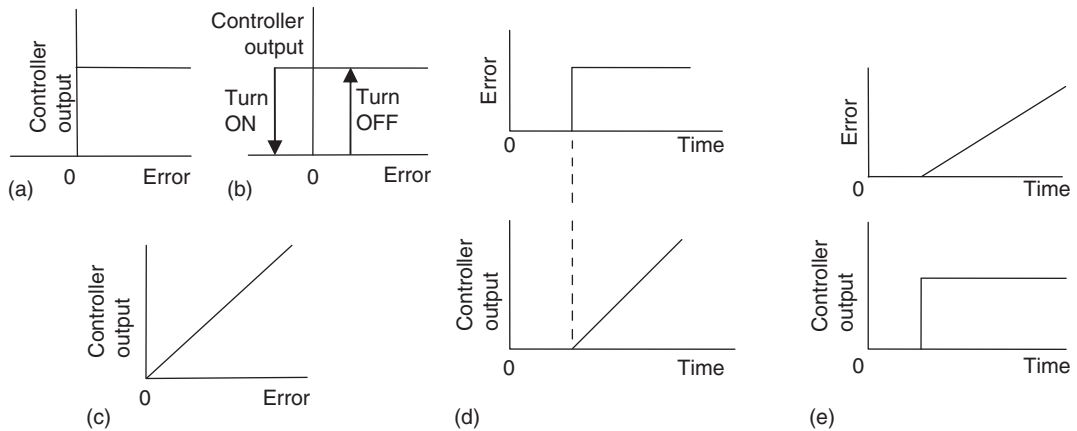 Controller
output
0
Error
(a)
Controller
output
Turn
ON
Turn
OFF
0
Error
(b)
Controller
output
0
Error
(c)
Error
0
Time
Controller
output
0
Time
(d)
Error
0
Time
Controller
output
0
Time
(e)